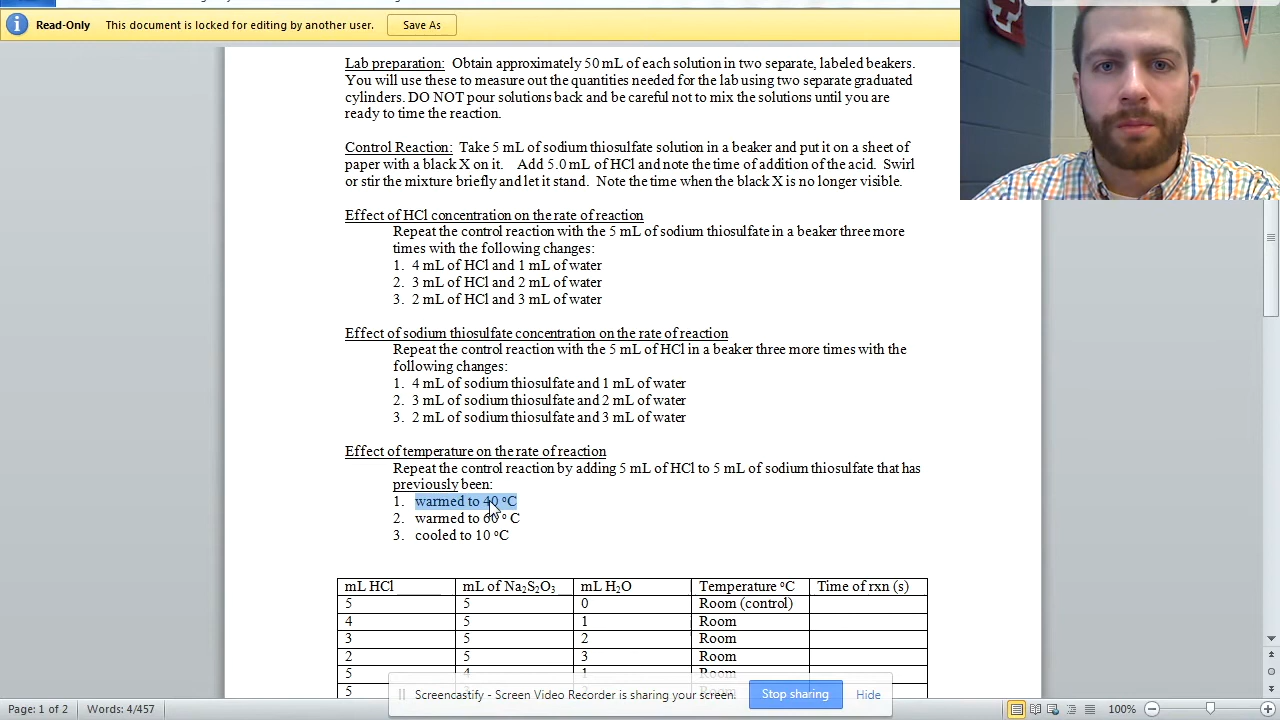 Read-Only This document is locked for editing by another user. Save As
Lab preparation: Obtain approximately 50 mL of each solution in two separate, labeled beakers.
You will use these to measure out the quantities needed for the lab using two separate graduated
cylinders. DO NOT pour solutions back and be careful not to mix the solutions until you are
ready to time the reaction.
Control Reaction: Take 5 mL of sodium thiosulfate solution in a beaker and put it on a sheet of
paper with a black X on it. Add 5.0 mL of HCl and note the time of addition of the acid. Swirl
or stir the mixture briefly and let it stand. Note the time when the black X is no longer visible.
Effect of HCl concentration on the rate of reaction
Repeat the control reaction with the 5 mL of sodium thiosulfate in a beaker three more
times with the following changes:
1. 4 mL of HCl and 1 mL of water
2. 3 mL of HCl and 2 mL of water
3. 2 mL of HCl and 3 mL of water
Effect of sodium thiosulfate concentration on the rate of reaction
Repeat the control reaction with the 5 mL of HCl in a beaker three more times with the
following changes:
1. 4 mL of sodium thiosulfate and 1 mL of water
2. 3 mL of sodium thiosulfate and 2 mL of water
3. 2 mL of sodium thiosulfate and 3 mL of water
Effect of temperature on the rate of reaction
Repeat the control reaction by adding 5 mL of HCl to 5 mL of sodium thiosulfate that has
previously been:
1. warmed to 40 °C
2. warmed to 60 ° C
3. cooled to 10 °C
mL HCl mL of Na₂S₂O₃ mL H₂O Temperature °C Time of rxn (s)
5 5 0 Room (control)
4 5 1 Room
3 5 2 Room
2 5 3 Room
5 4 1 Room
5
Screencastify - Screen Video Recorder is sharing your screen. Stop sharing Hide
Page: 1 of 2 Words: 4/457 100%